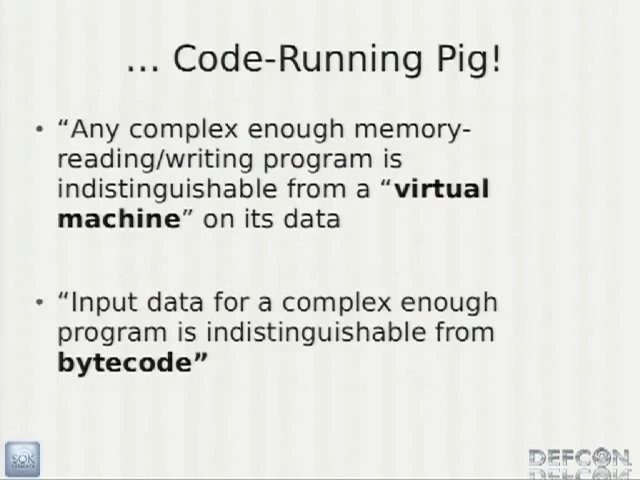 ... Code-Running Pig!
• “Any complex enough memory-
reading/writing program is
indistinguishable from a “virtual
machine” on its data
• “Input data for a complex enough
program is indistinguishable from
bytecode”
DEFCON